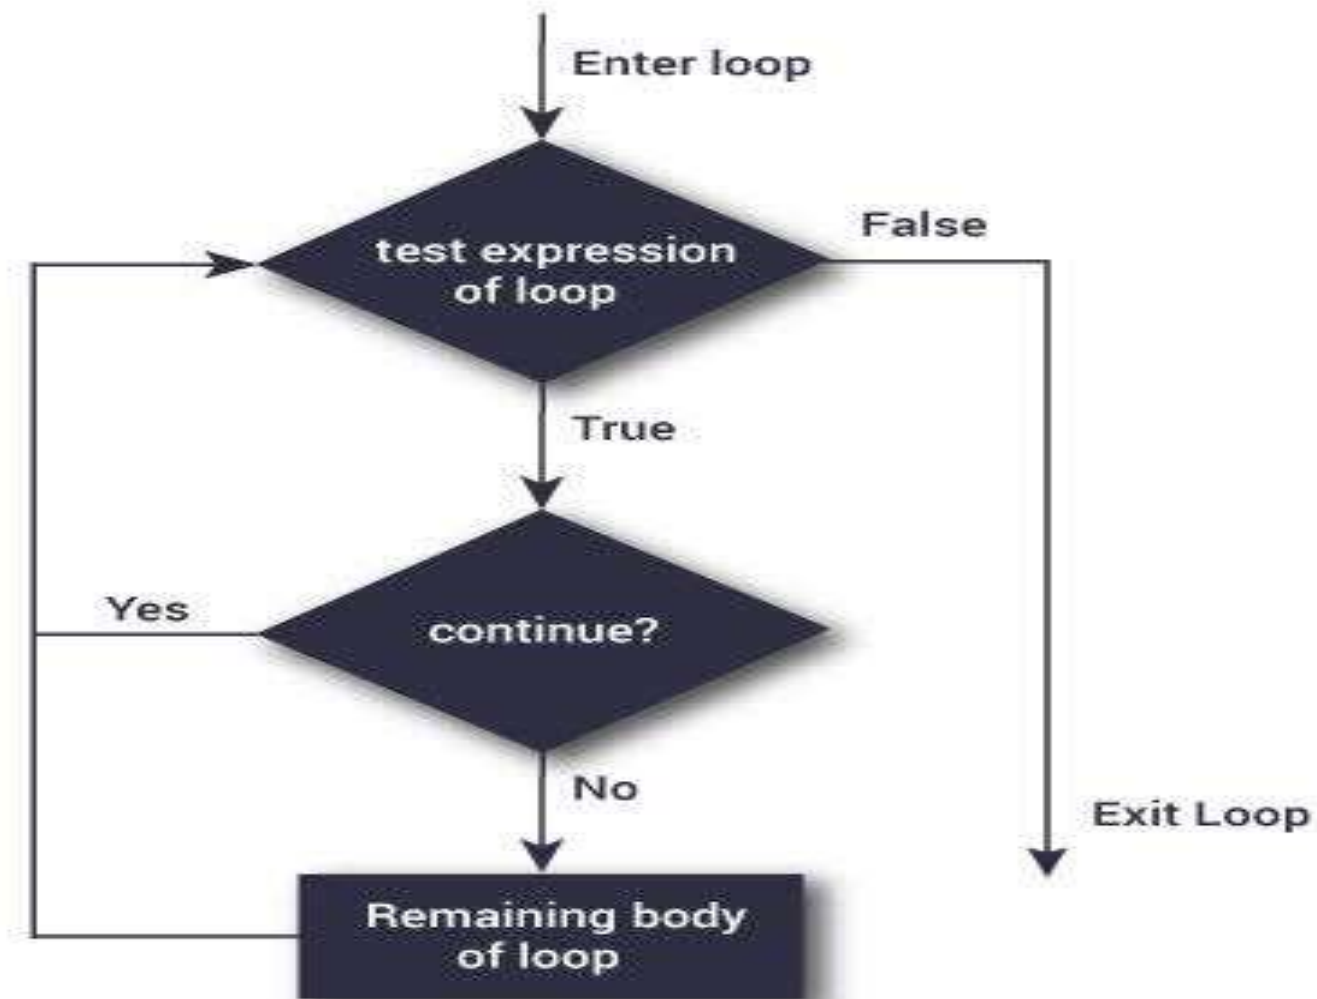 Enter loop
False
test expression
of loop
True
Yes
continue?
No
Exit Loop
Remaining body
of loop